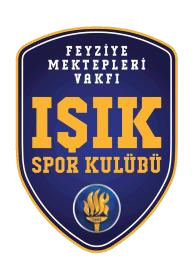 FEYZİYE
MEKTEPLERİ
VAKFI
IŞIK
SPOR KULÜBÜ